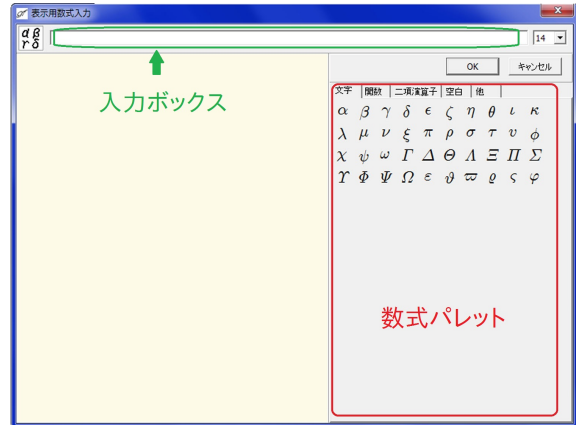 表示用数式入力
αβ
γδ
14
OK キャンセル
入力ボックス
文字 関数 二項演算子 空白 他
α β γ δ ϵ ζ η θ ι κ
λ μ ν ξ π ρ σ τ υ ϕ
χ ψ ω Γ Δ Θ Λ Ξ Π Σ
Υ Φ Ψ Ω ε ϑ ϖ ϱ ς φ
数式パレット